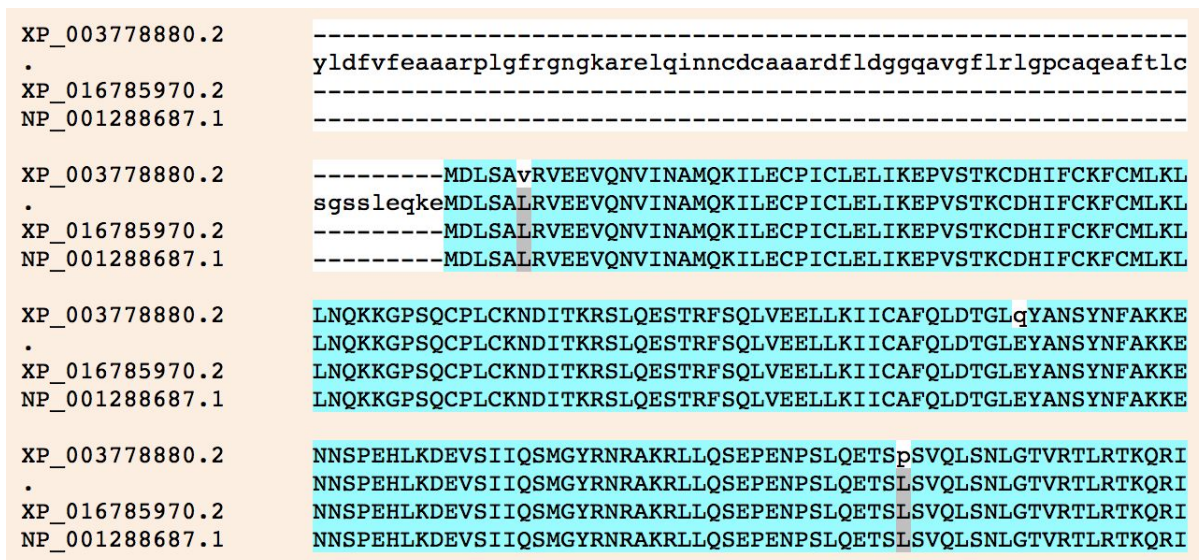 XP_003778880.2 ------------------------------------------------------------
. yldfvfeaaarplgfrgngkarelqinncdcaaardfldggqavgflrlgpcaqeaftlc
XP_016785970.2 ------------------------------------------------------------
NP_001288687.1 ------------------------------------------------------------
XP_003778880.2 ---------MDLSAvRVEEVQNVINAMQKILECPICLELIKEPVSTKCDHIFCKFCMLKL
. sgssleqkeMDLSALRVEEVQNVINAMQKILECPICLELIKEPVSTKCDHIFCKFCMLKL
XP_016785970.2 ---------MDLSALRVEEVQNVINAMQKILECPICLELIKEPVSTKCDHIFCKFCMLKL
NP_001288687.1 ---------MDLSALRVEEVQNVINAMQKILECPICLELIKEPVSTKCDHIFCKFCMLKL
XP_003778880.2 LNQKKGPSQCPLCKNDITKRSLQESTRFSQLVEELLKIICAFQLDTGLqYANSYNFAKKE
. LNQKKGPSQCPLCKNDITKRSLQESTRFSQLVEELLKIICAFQLDTGLEYANSYNFAKKE
XP_016785970.2 LNQKKGPSQCPLCKNDITKRSLQESTRFSQLVEELLKIICAFQLDTGLEYANSYNFAKKE
NP_001288687.1 LNQKKGPSQCPLCKNDITKRSLQESTRFSQLVEELLKIICAFQLDTGLEYANSYNFAKKE
XP_003778880.2 NNSPEHLKDEVSIIQSMGYRNRAKRLLQSEPENPSLQETSpSVQLSNLGTVRTLRTKQRI
. NNSPEHLKDEVSIIQSMGYRNRAKRLLQSEPENPSLQETSLSVQLSNLGTVRTLRTKQRI
XP_016785970.2 NNSPEHLKDEVSIIQSMGYRNRAKRLLQSEPENPSLQETSLSVQLSNLGTVRTLRTKQRI
NP_001288687.1 NNSPEHLKDEVSIIQSMGYRNRAKRLLQSEPENPSLQETSLSVQLSNLGTVRTLRTKQRI